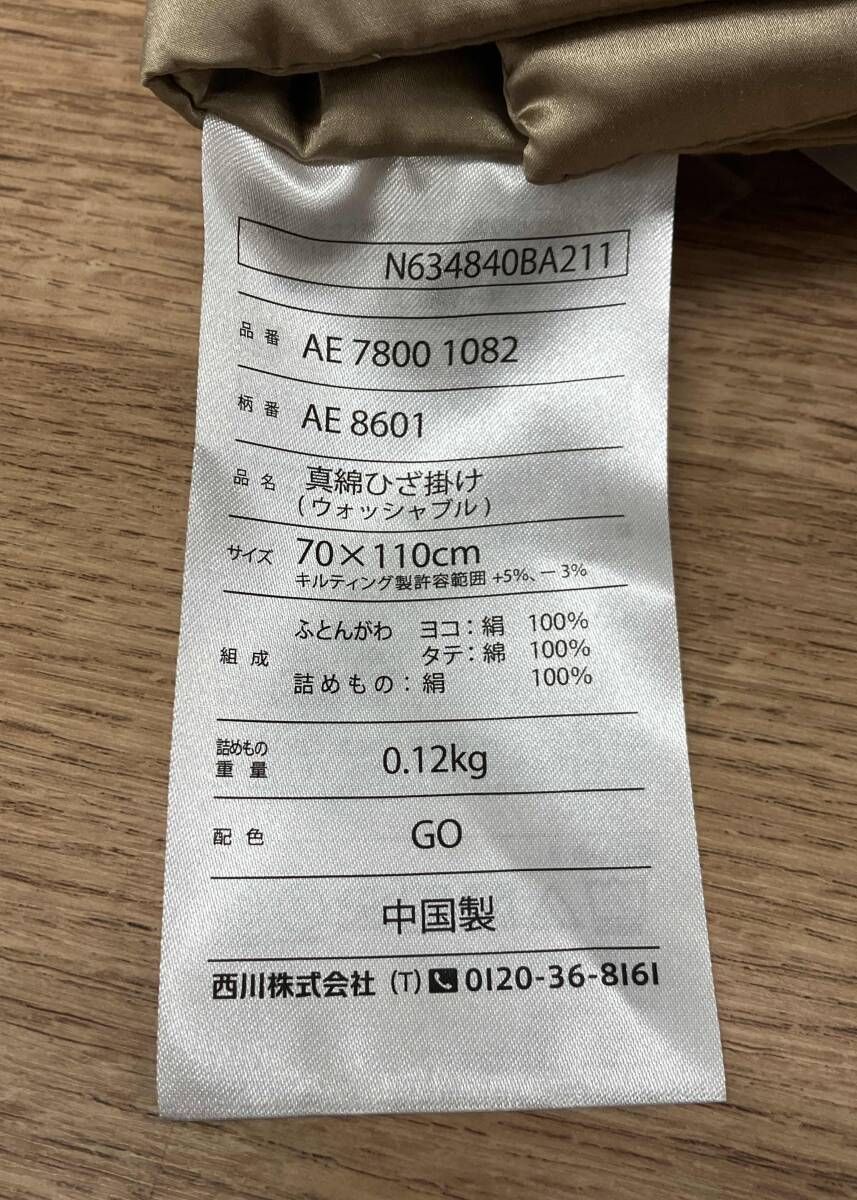 N634840BA211
品番 AE 7800 1082
柄番 AE 8601
品名 真綿ひざ掛け
(ウォッシャブル)
サイズ 70×110cm
キルティング製許容範囲 +5%、－3%
ふとんがわ ヨコ:絹 100%
組成 タテ:綿 100%
詰めもの:絹 100%
詰めもの
重量 0.12kg
配色 GO
中国製
西川株式会社 (T) 0120-36-8161